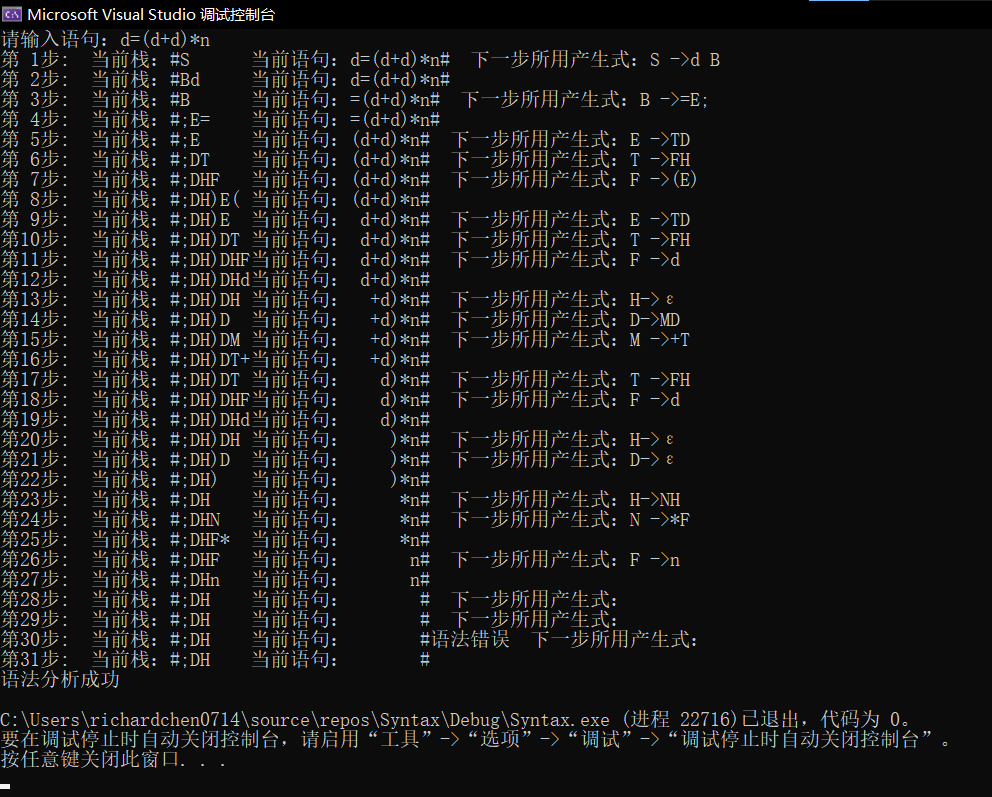 Microsoft Visual Studio 调试控制台
请输入语句: d=(d+d)*n
第 1步:  当前栈: #S      当前语句: d=(d+d)*n#  下一步所用产生式: S ->d B
第 2步:  当前栈: #Bd     当前语句: d=(d+d)*n#
第 3步:  当前栈: #B      当前语句: =(d+d)*n#  下一步所用产生式: B ->=E;
第 4步:  当前栈: #;E=    当前语句: =(d+d)*n#
第 5步:  当前栈: #;E     当前语句: (d+d)*n#  下一步所用产生式: E ->TD
第 6步:  当前栈: #;DT    当前语句: (d+d)*n#  下一步所用产生式: T ->FH
第 7步:  当前栈: #;DHF   当前语句: (d+d)*n#  下一步所用产生式: F ->(E)
第 8步:  当前栈: #;DH)E( 当前语句: (d+d)*n#
第 9步:  当前栈: #;DH)E  当前语句:  d+d)*n#  下一步所用产生式: E ->TD
第10步:  当前栈: #;DH)DT 当前语句:  d+d)*n#  下一步所用产生式: T ->FH
第11步:  当前栈: #;DH)DHF当前语句:  d+d)*n#  下一步所用产生式: F ->d
第12步:  当前栈: #;DH)DHd当前语句:  d+d)*n#
第13步:  当前栈: #;DH)DH 当前语句:   +d)*n#  下一步所用产生式: H->ε
第14步:  当前栈: #;DH)D  当前语句:   +d)*n#  下一步所用产生式: D->MD
第15步:  当前栈: #;DH)DM 当前语句:   +d)*n#  下一步所用产生式: M ->+T
第16步:  当前栈: #;DH)DT+当前语句:   +d)*n#
第17步:  当前栈: #;DH)DT 当前语句:    d)*n#  下一步所用产生式: T ->FH
第18步:  当前栈: #;DH)DHF当前语句:    d)*n#  下一步所用产生式: F ->d
第19步:  当前栈: #;DH)DHd当前语句:    d)*n#
第20步:  当前栈: #;DH)DH 当前语句:     )*n#  下一步所用产生式: H->ε
第21步:  当前栈: #;DH)D  当前语句:     )*n#  下一步所用产生式: D->ε
第22步:  当前栈: #;DH)   当前语句:     )*n#
第23步:  当前栈: #;DH    当前语句:      *n#  下一步所用产生式: H->NH
第24步:  当前栈: #;DHN   当前语句:      *n#  下一步所用产生式: N ->*F
第25步:  当前栈: #;DHF*  当前语句:      *n#
第26步:  当前栈: #;DHF   当前语句:       n#  下一步所用产生式: F ->n
第27步:  当前栈: #;DHn   当前语句:       n#
第28步:  当前栈: #;DH    当前语句:        #  下一步所用产生式:
第29步:  当前栈: #;DH    当前语句:        #  下一步所用产生式:
第30步:  当前栈: #;DH    当前语句:        #语法错误  下一步所用产生式:
第31步:  当前栈: #;DH    当前语句:        #
语法分析成功
C:\Users\richardchen0714\source\repos\Syntax\Debug\Syntax.exe (进程 22716)已退出，代码为 0。
要在调试停止时自动关闭控制台，请启用“工具”->“选项”->“调试”->“调试停止时自动关闭控制台”。
按任意键关闭此窗口. . .